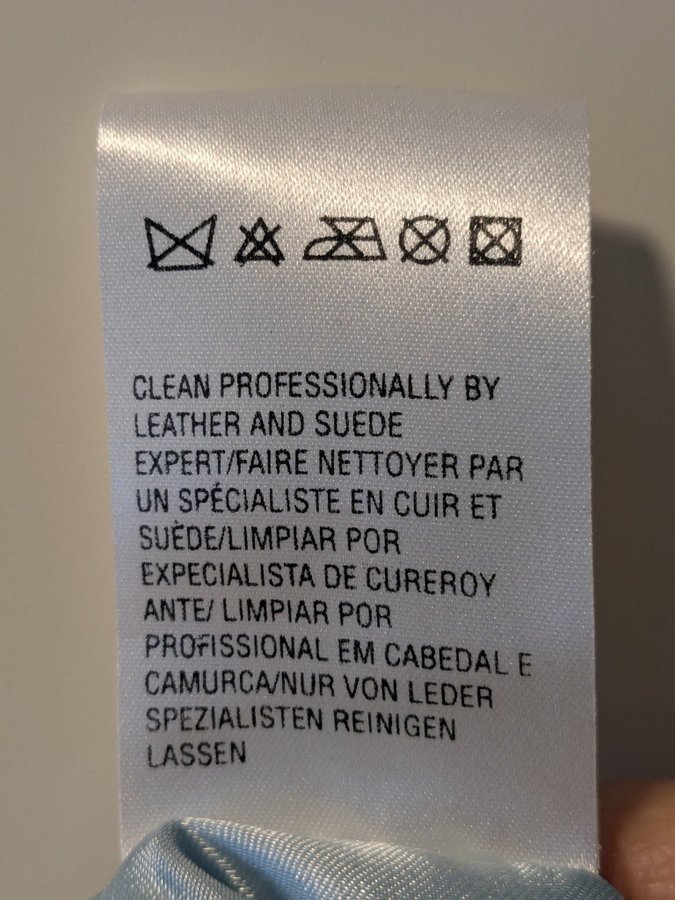 CLEAN PROFESSIONALLY BY
LEATHER AND SUEDE
EXPERT/FAIRE NETTOYER PAR
UN SPÉCIALISTE EN CUIR ET
SUÈDE/LIMPIAR POR
EXPECIALISTA DE CUREROY
ANTE/ LIMPIAR POR
PROFISSIONAL EM CABEDAL E
CAMURCA/NUR VON LEDER
SPEZIALISTEN REINIGEN
LASSEN